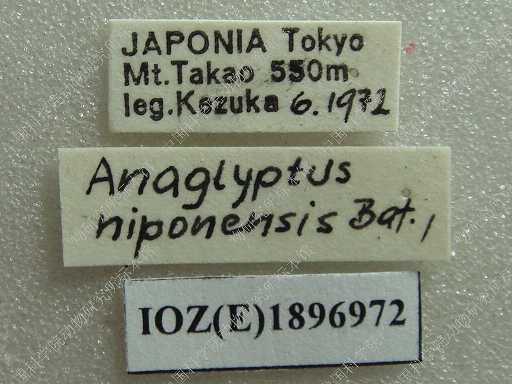 JAPONIA Tokyo
Mt.Takao 550m
leg.Kezuka 6.1972
Anaglyptus
niponensis Bat.,
IOZ(E)1896972